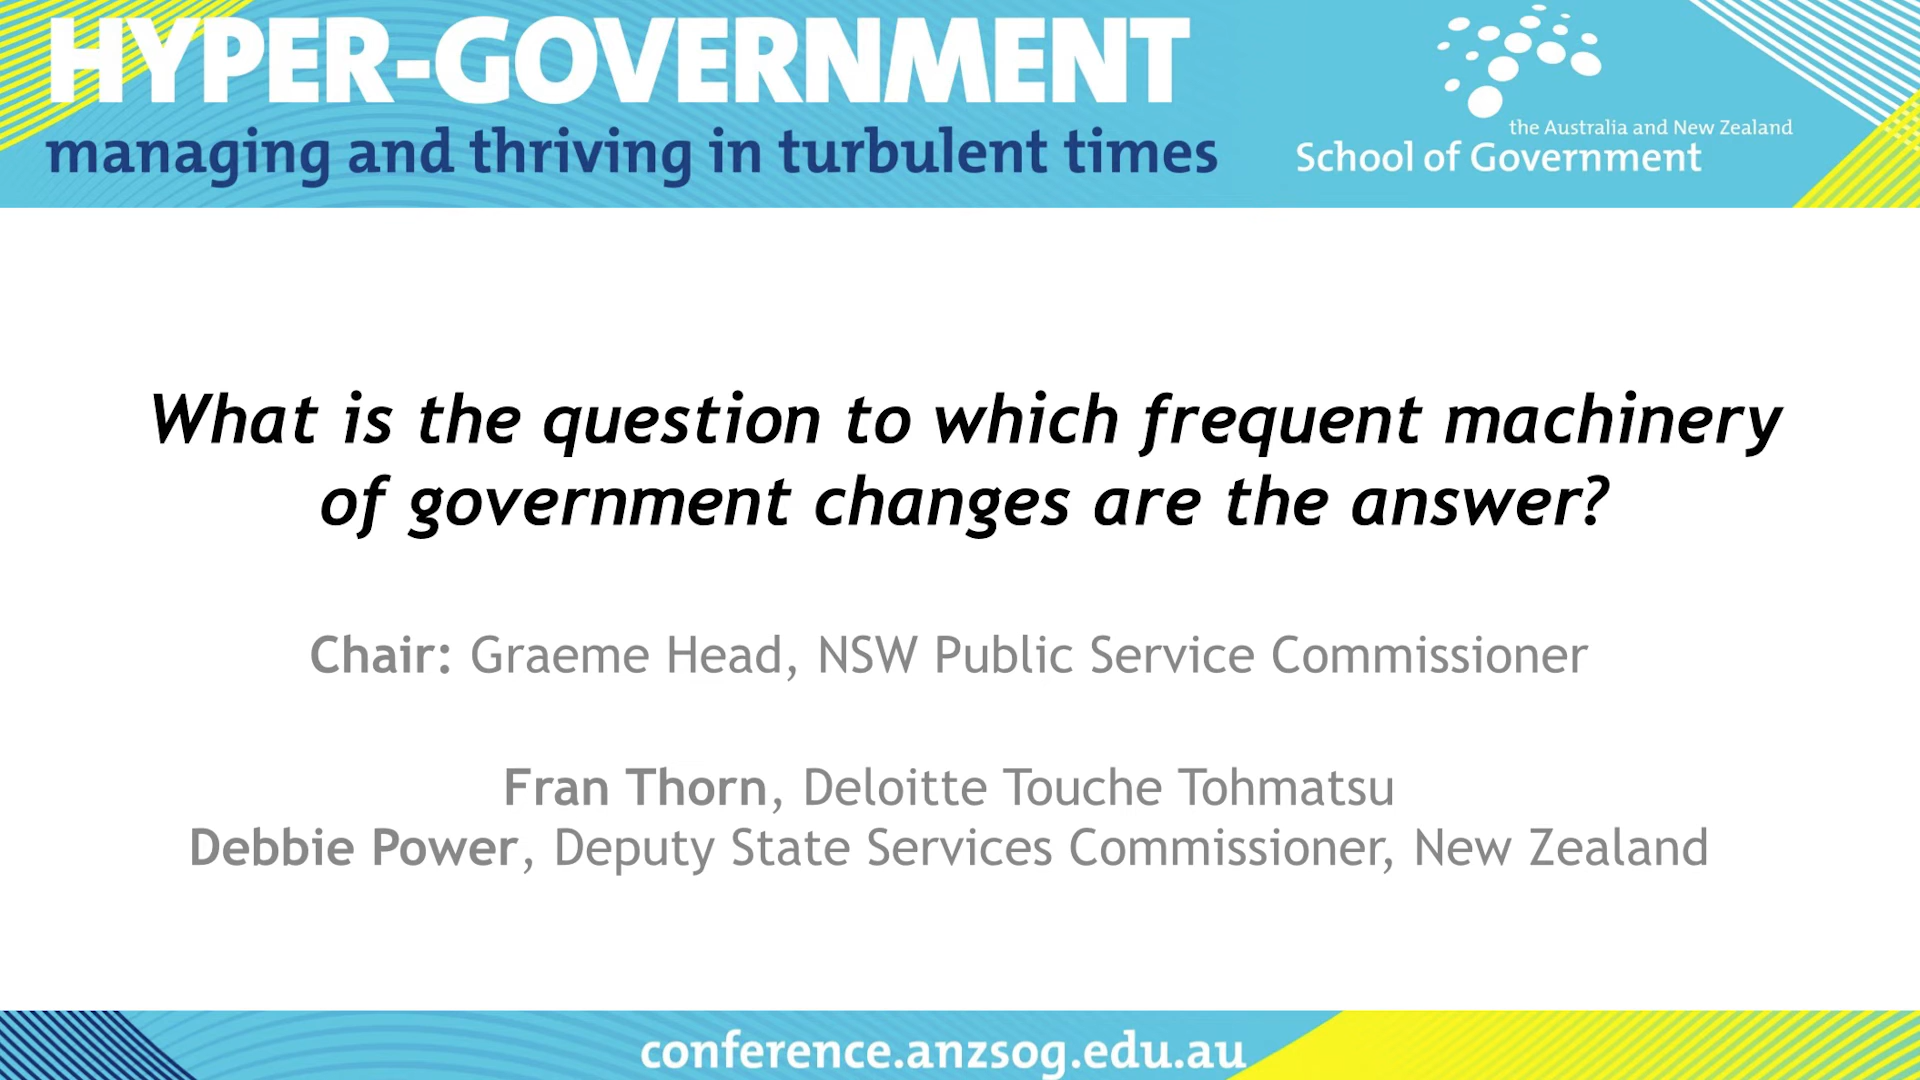 HYPER-GOVERNMENT
managing and thriving in turbulent times
the Australia and New Zealand
School of Government
What is the question to which frequent machinery
of government changes are the answer?
Chair: Graeme Head, NSW Public Service Commissioner
Fran Thorn, Deloitte Touche Tohmatsu
Debbie Power, Deputy State Services Commissioner, New Zealand
conference.anzsog.edu.au